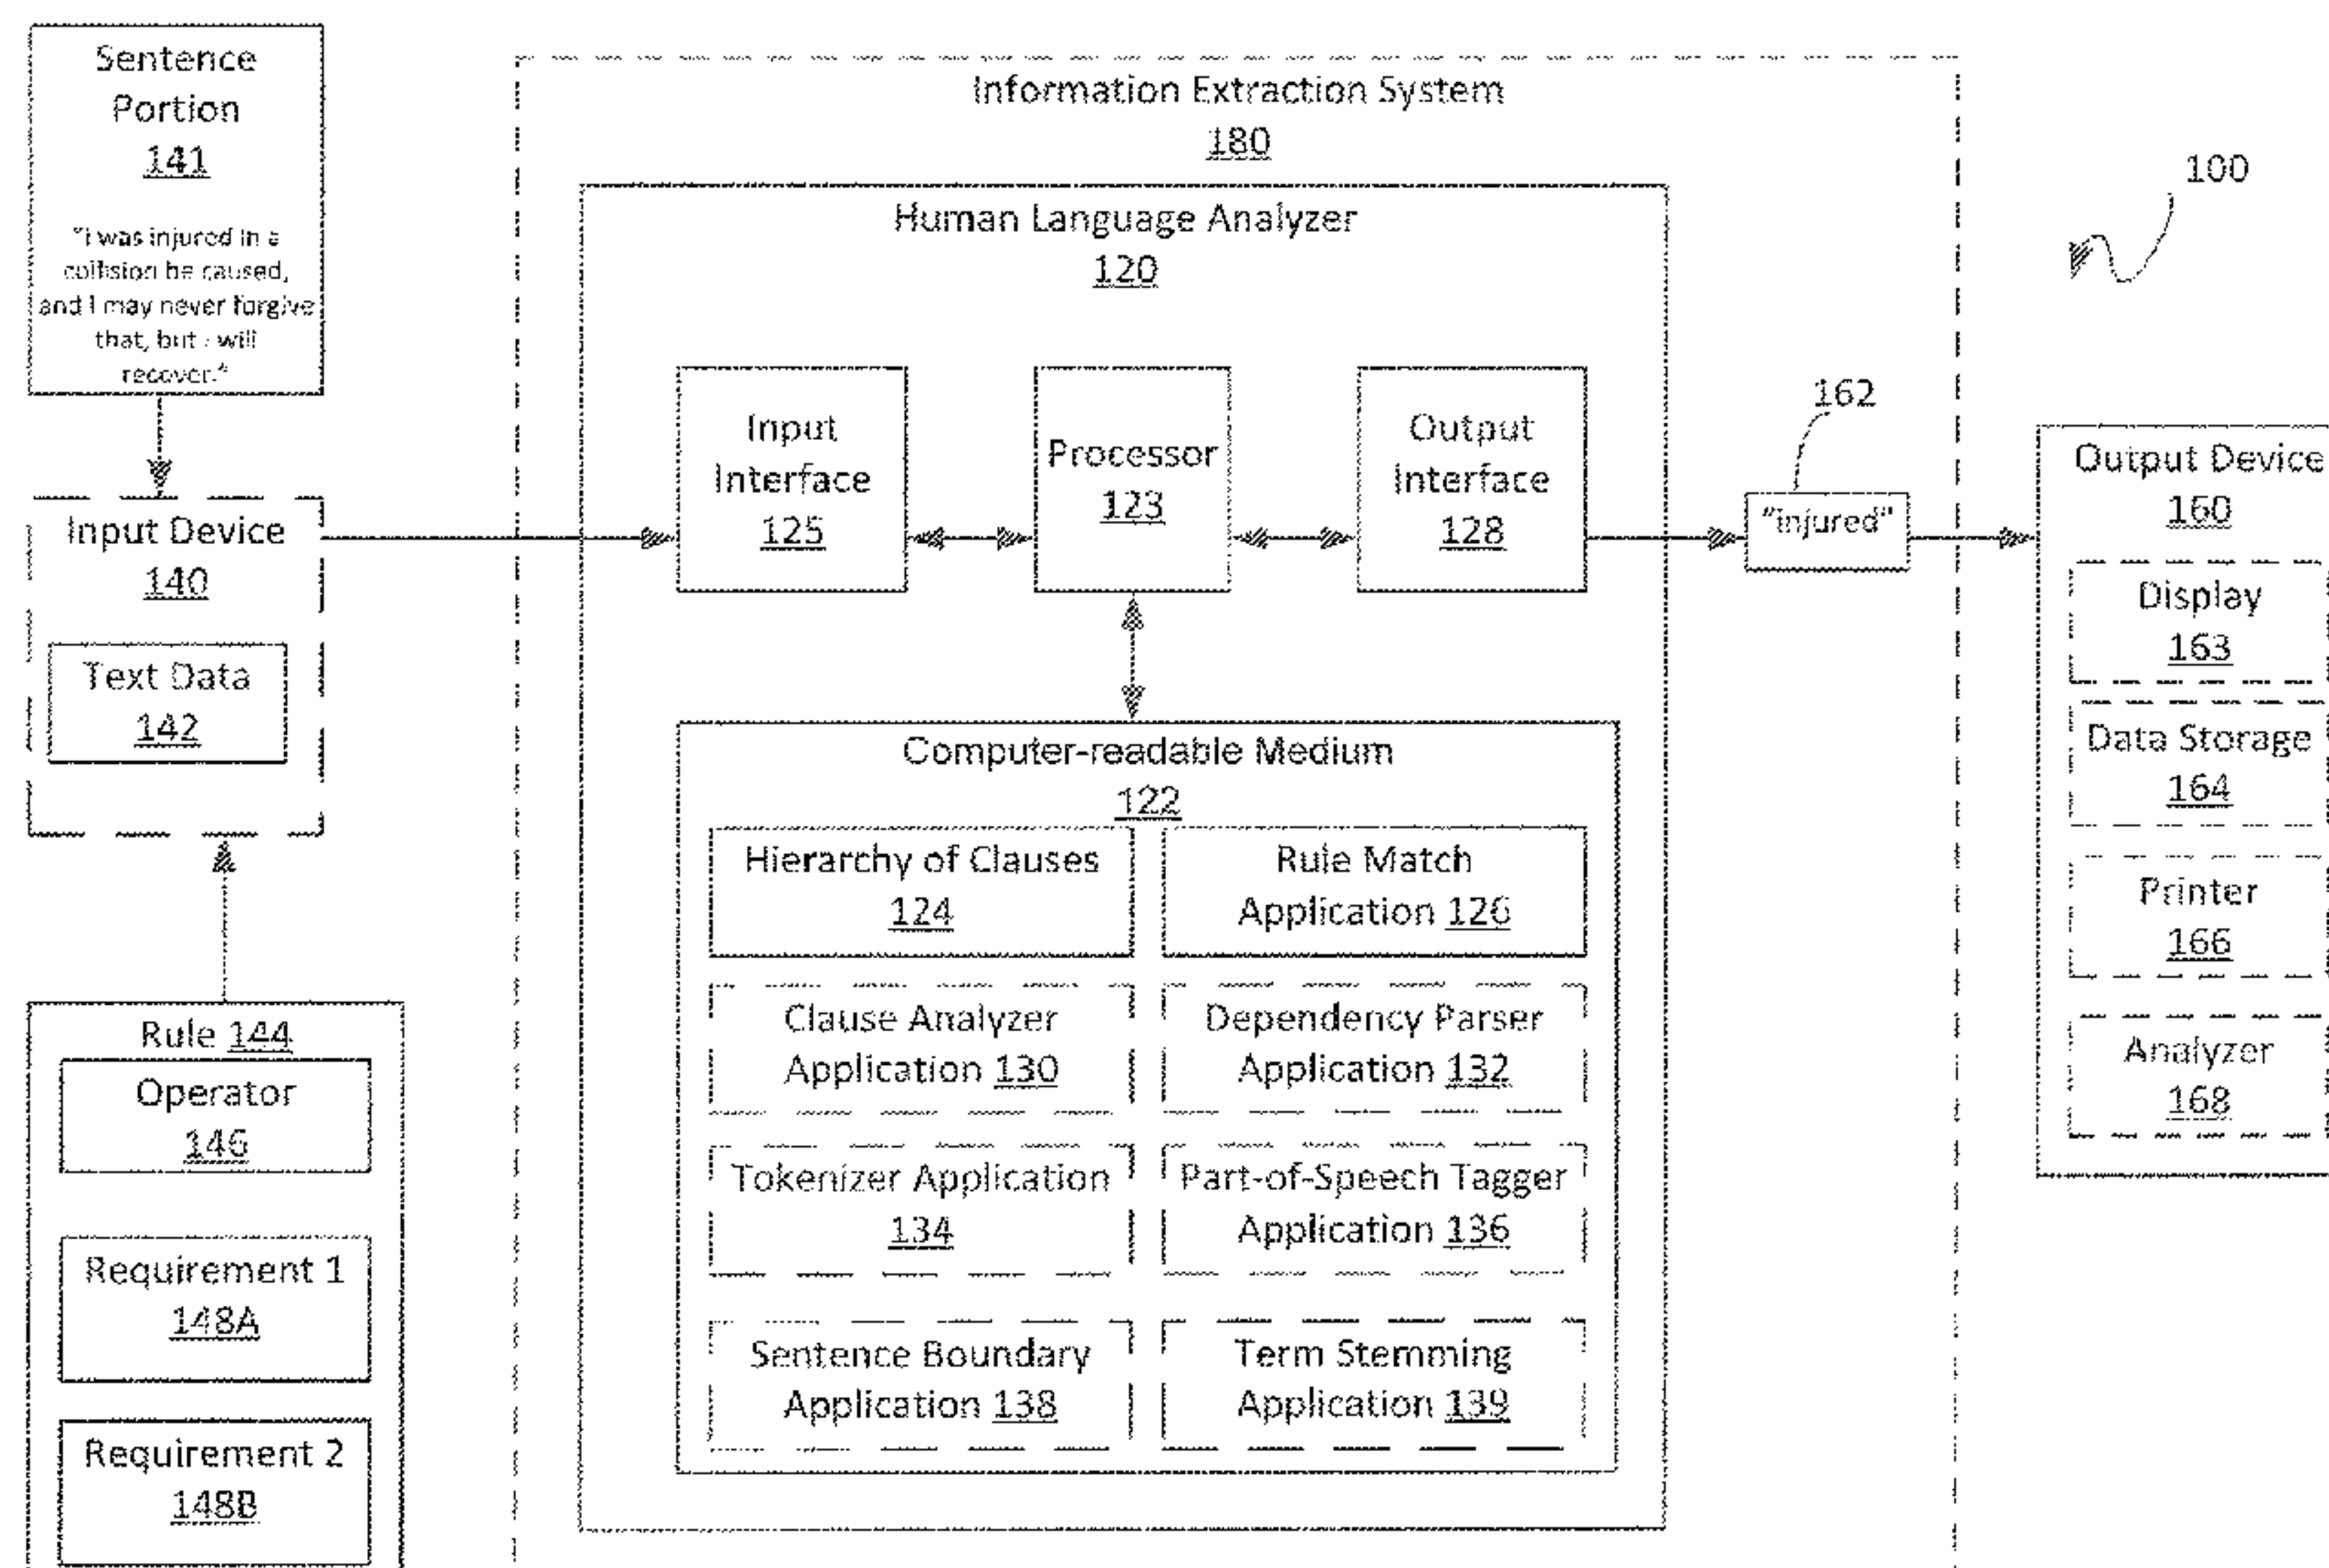 Sentence
Portion
141
"I was injured in a
collision he caused,
and I may never forgive
that, but I will
recover."
Input Device
140
Text Data
142
Rule 144
Operator
146
Requirement 1
148A
Requirement 2
148B
Information Extraction System
180
Human Language Analyzer
120
Input
Interface
125
Processor
123
Output
Interface
128
Computer-readable Medium
122
Hierarchy of Clauses
124
Rule Match
Application 126
Clause Analyzer
Application 130
Dependency Parser
Application 132
Tokenizer Application
134
Part-of-Speech Tagger
Application 136
Sentence Boundary
Application 138
Term Stemming
Application 139
162
"injured"
100
Output Device
160
Display
163
Data Storage
164
Printer
166
Analyzer
168